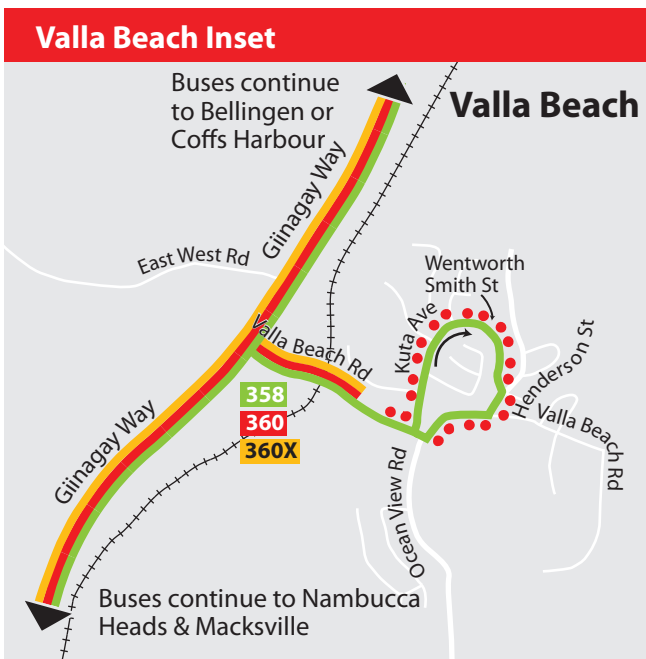 Valla Beach Inset
Buses continue
to Bellingen or
Coffs Harbour
Valla Beach
Giinagay Way
East West Rd
Wentworth
Smith St
Kuta Ave
Valla Beach Rd
Henderson St
358
360
360X
Valla Beach Rd
Giinagay Way
Ocean View Rd
Buses continue to Nambucca
Heads & Macksville